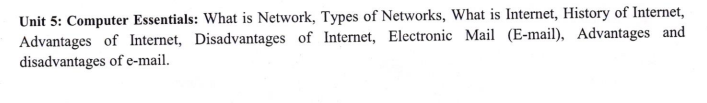 Unit 5: Computer Essentials: What is Network, Types of Networks, What is Internet, History of Internet,
Advantages of Internet, Disadvantages of Internet, Electronic Mail (E-mail), Advantages and
disadvantages of e-mail.